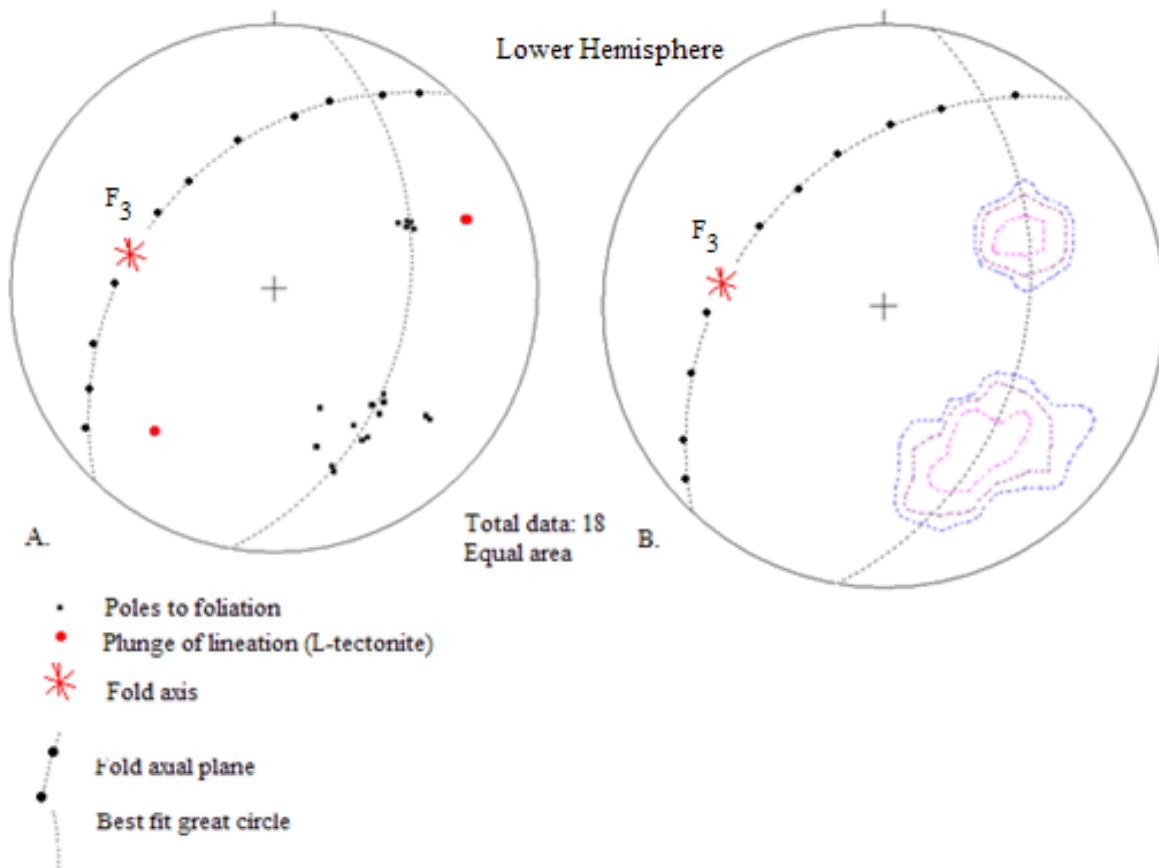 Lower Hemisphere
F3
F3
A.
Total data: 18
Equal area
B.
Poles to foliation
Plunge of lineation (L-tectonite)
Fold axis
Fold axial plane
Best fit great circle